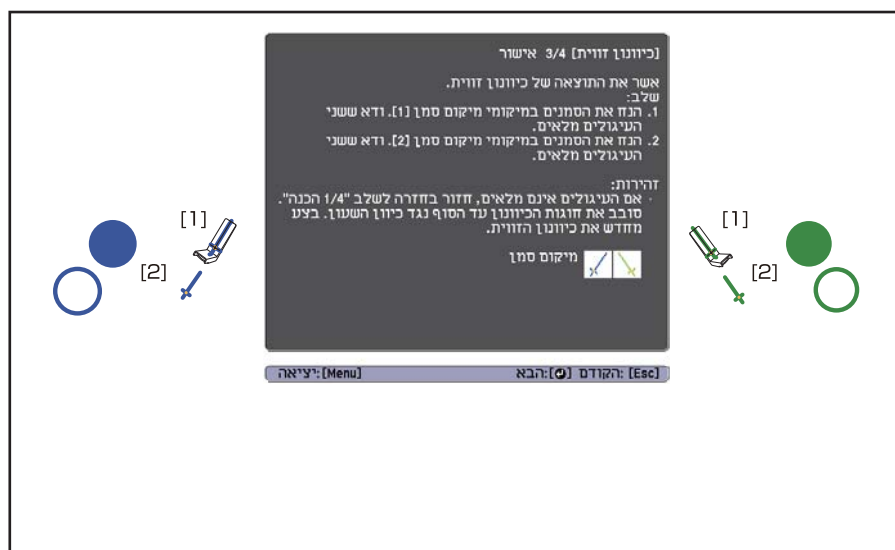 [כיוונון זווית] 3/4 אישור
אשר את התוצאה של כיוונון זווית.
שלב:
1. הנח את הסמנים במיקומי מיקום סמן [1]. ודא ששני
העיגולים מלאים.
2. הנח את הסמנים במיקומי מיקום סמן [2]. ודא ששני
העיגולים מלאים.
זהירות:
· אם העיגולים אינם מלאים, חזור בחזרה לשלב "1/4 הכנה".
סובב את חוגות הכיוונון עד הסוף נגד כיוון השעון. בצע
מחדש את כיוונון הזווית.
מיקום סמן
[1]
[2]
[1]
[2]
[Esc] :הקודם [⏎]:הבא
[Menu]:יציאה